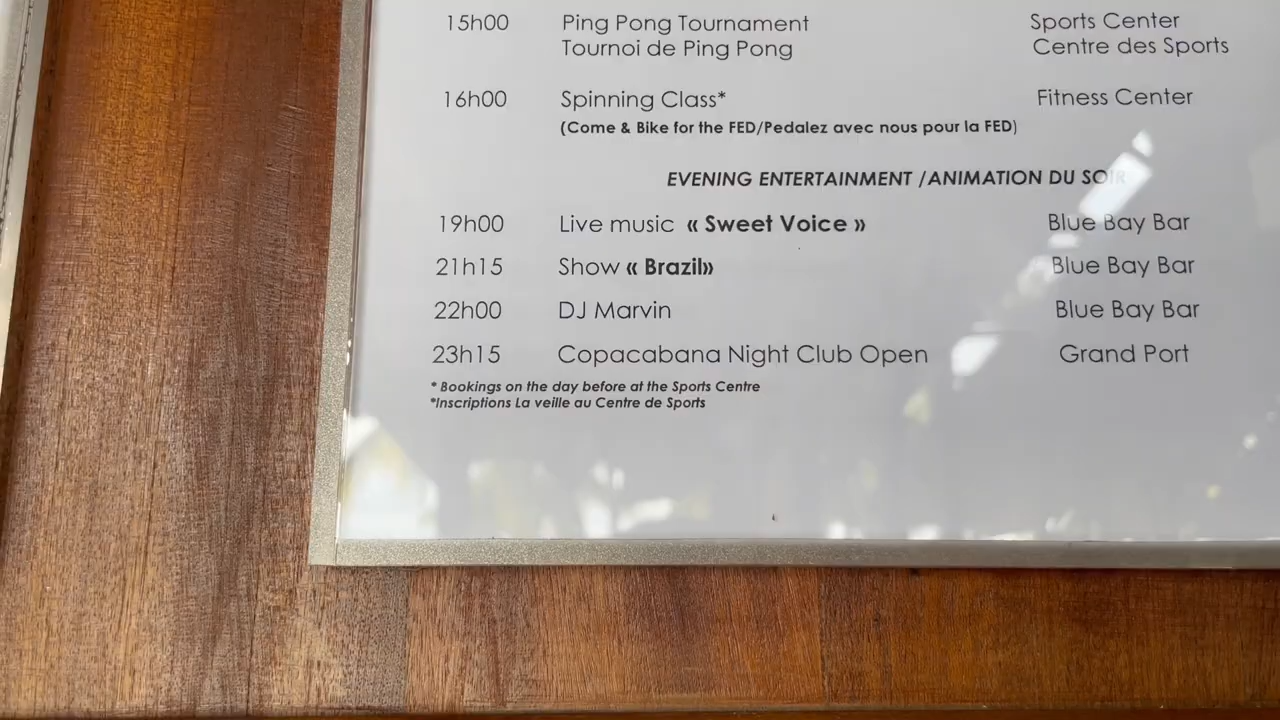 15h00 Ping Pong Tournament Sports Center
Tournoi de Ping Pong Centre des Sports
16h00 Spinning Class* Fitness Center
(Come & Bike for the FED/Pedalez avec nous pour la FED)
EVENING ENTERTAINMENT /ANIMATION DU SOIR
19h00 Live music « Sweet Voice » Blue Bay Bar
21h15 Show « Brazil» Blue Bay Bar
22h00 DJ Marvin Blue Bay Bar
23h15 Copacabana Night Club Open Grand Port
* Bookings on the day before at the Sports Centre
*Inscriptions La veille au Centre de Sports